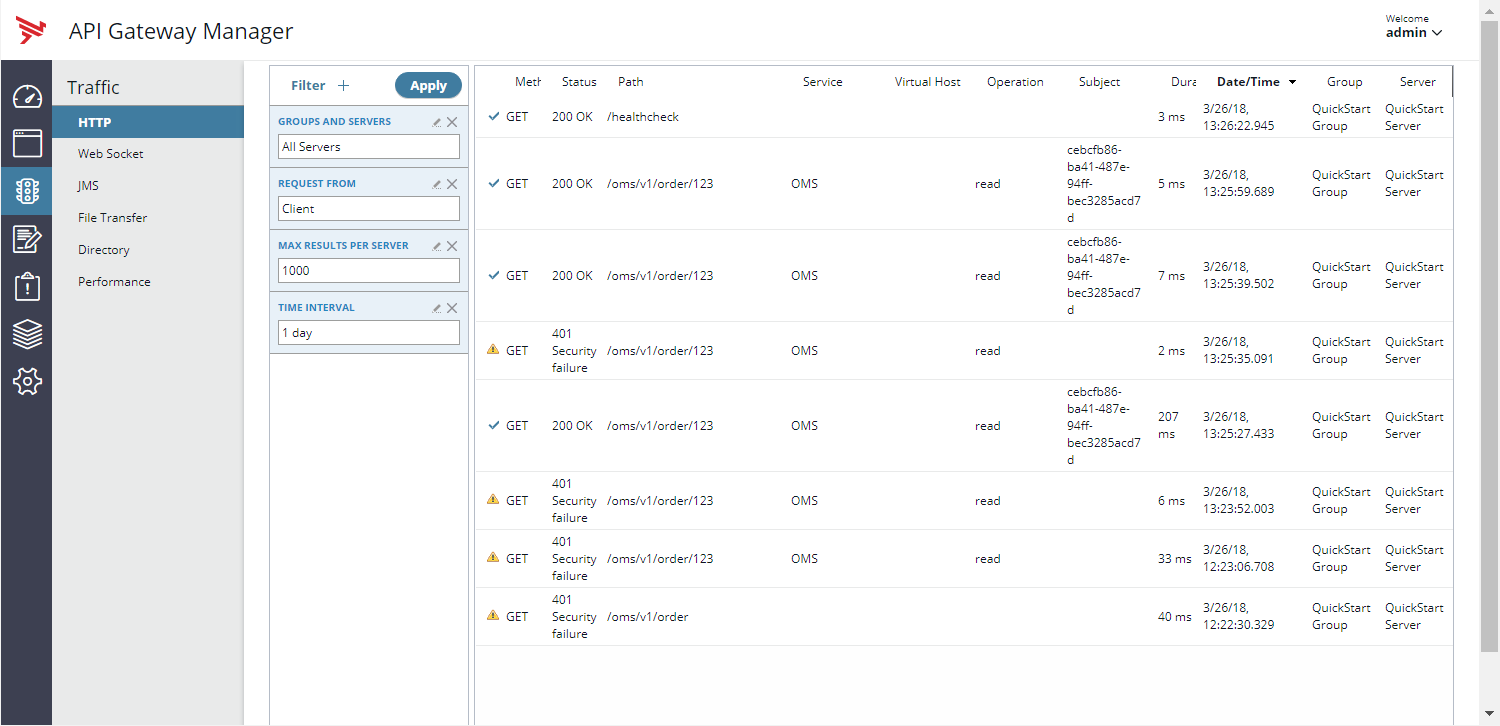 API Gateway Manager
Welcome
admin
Traffic
HTTP
Web Socket
JMS
File Transfer
Directory
Performance
Filter + Apply
GROUPS AND SERVERS
All Servers
REQUEST FROM
Client
MAX RESULTS PER SERVER
1000
TIME INTERVAL
1 day
Meth Status Path Service Virtual Host Operation Subject Dura Date/Time Group Server
GET 200 OK /healthcheck 3 ms 3/26/18, 13:26:22.945 QuickStart Group QuickStart Server
GET 200 OK /oms/v1/order/123 OMS read cebcfb86-ba41-487e-94ff-bec3285acd7d 5 ms 3/26/18, 13:25:59.689 QuickStart Group QuickStart Server
GET 200 OK /oms/v1/order/123 OMS read cebcfb86-ba41-487e-94ff-bec3285acd7d 7 ms 3/26/18, 13:25:39.502 QuickStart Group QuickStart Server
GET 401 Security failure /oms/v1/order/123 OMS read 2 ms 3/26/18, 13:25:35.091 QuickStart Group QuickStart Server
GET 200 OK /oms/v1/order/123 OMS read cebcfb86-ba41-487e-94ff-bec3285acd7d 207 ms 3/26/18, 13:25:27.433 QuickStart Group QuickStart Server
GET 401 Security failure /oms/v1/order/123 OMS read 6 ms 3/26/18, 13:23:52.003 QuickStart Group QuickStart Server
GET 401 Security failure /oms/v1/order/123 OMS read 33 ms 3/26/18, 12:23:06.708 QuickStart Group QuickStart Server
GET 401 Security failure /oms/v1/order 40 ms 3/26/18, 12:22:30.329 QuickStart Group QuickStart Server